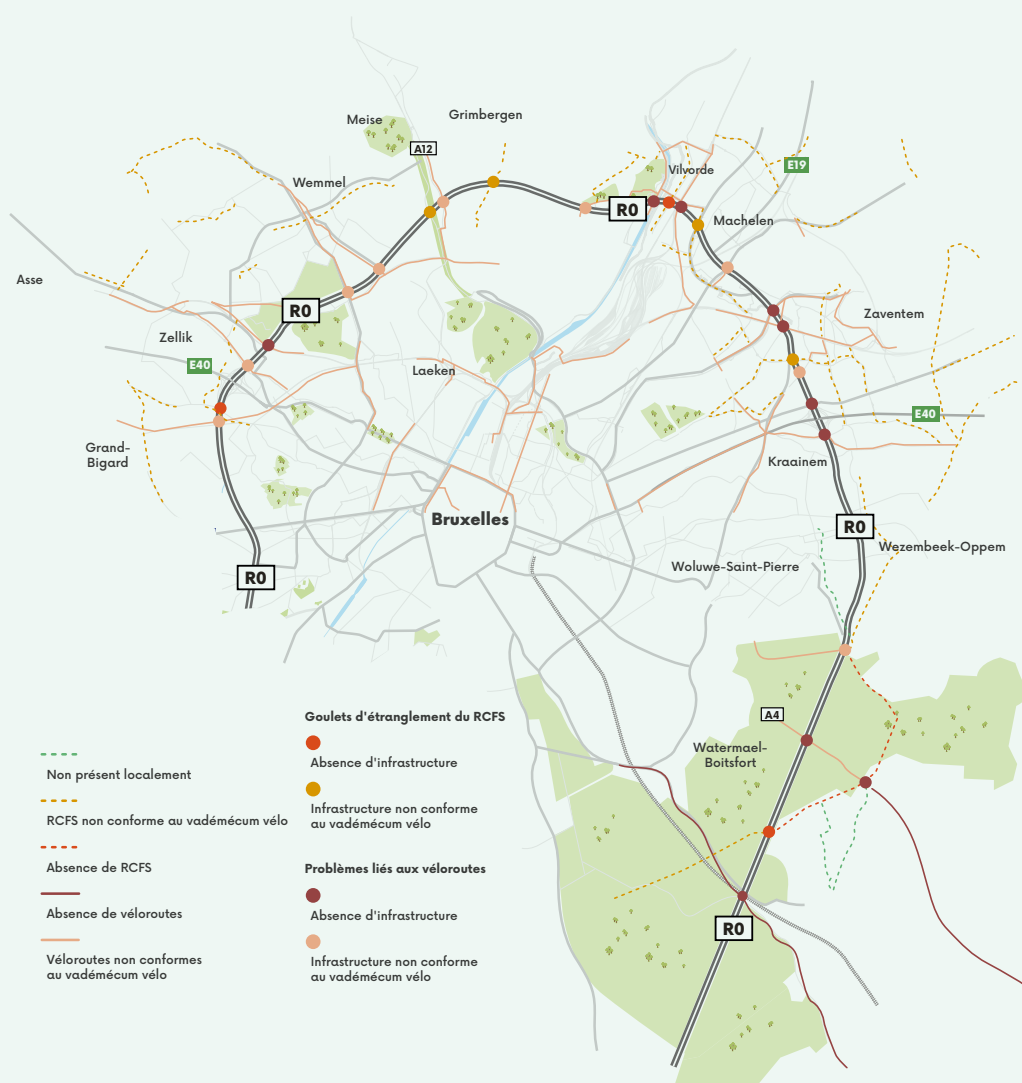 Meise
Grimbergen
A12
Wemmel
Vilvorde
E19
R0
Machelen
Asse
R0
Zaventem
Zellik
E40
Laeken
E40
Grand-
Bigard
Kraainem
Bruxelles
R0
Wezembeek-Oppem
Woluwe-Saint-Pierre
R0
A4
Watermael-
Boitsfort
R0
Non présent localement
RCFS non conforme au vadémécum vélo
Absence de RCFS
Absence de véloroutes
Véloroutes non conformes
au vadémécum vélo
Goulets d'étranglement du RCFS
Absence d'infrastructure
Infrastructure non conforme
au vadémécum vélo
Problèmes liés aux véloroutes
Absence d'infrastructure
Infrastructure non conforme
au vadémécum vélo